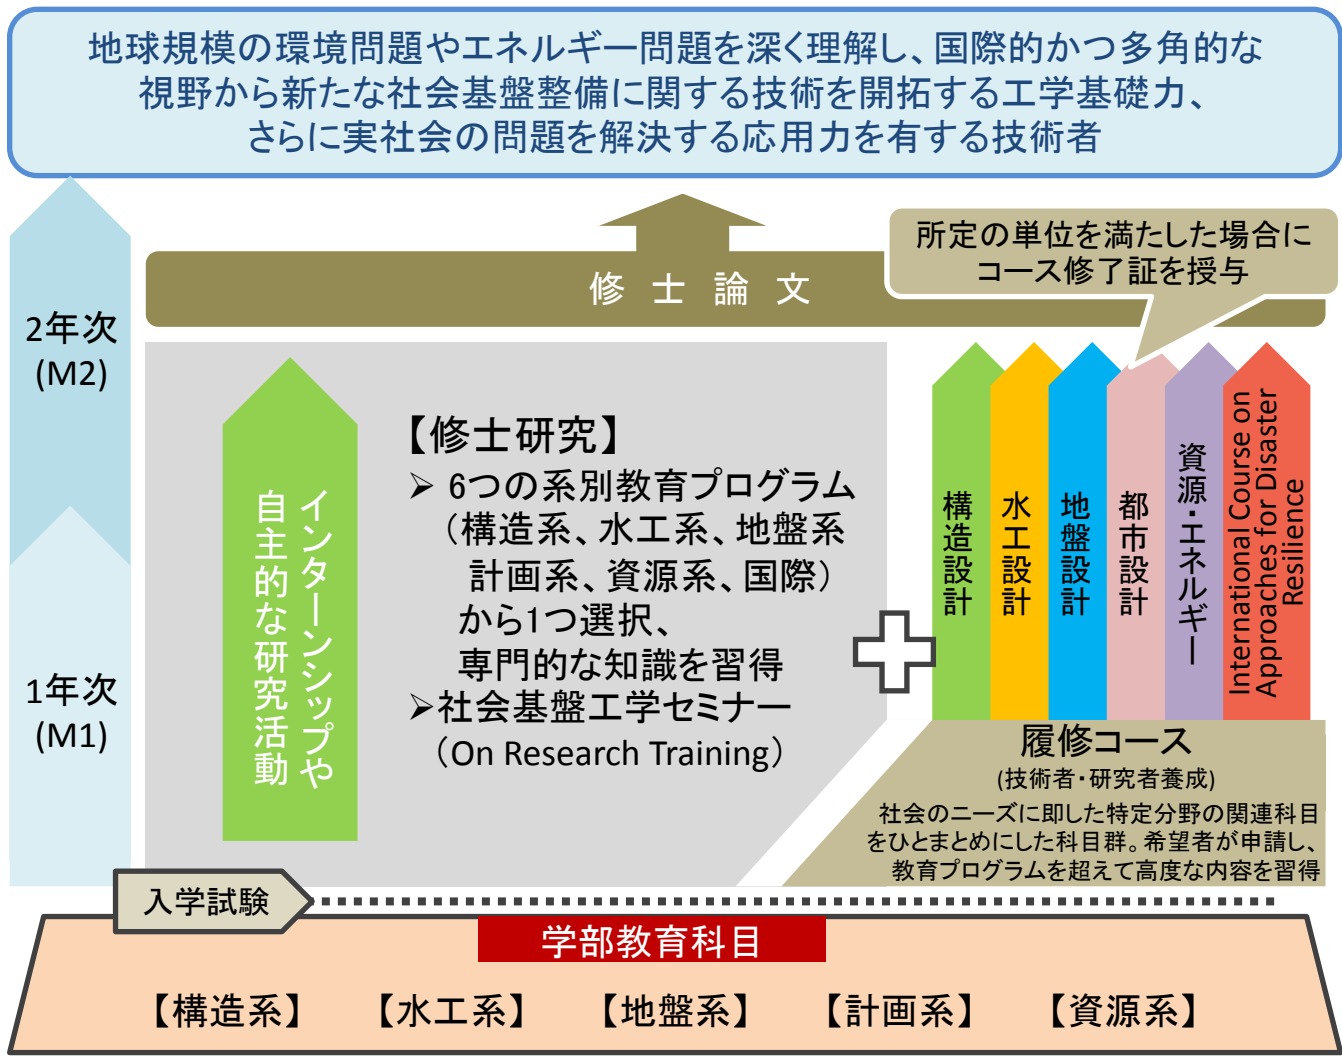 地球規模の環境問題やエネルギー問題を深く理解し、国際的かつ多角的な
視野から新たな社会基盤整備に関する技術を開拓する工学基礎力、
さらに実社会の問題を解決する応用力を有する技術者
所定の単位を満たした場合に
コース修了証を授与
修士論文
2年次
(M2)
1年次
(M1)
インターンシップや
自主的な研究活動
【修士研究】
➢ 6つの系別教育プログラム
（構造系、水工系、地盤系
計画系、資源系、国際）
から1つ選択、
専門的な知識を習得
➢社会基盤工学セミナー
（On Research Training）
構造設計
水工設計
地盤設計
都市設計
資源・エネルギー
International Course on
Approaches for Disaster
Resilience
履修コース
(技術者・研究者養成)
社会のニーズに即した特定分野の関連科目
をひとまとめにした科目群。希望者が申請し、
教育プログラムを超えて高度な内容を習得
入学試験
学部教育科目
【構造系】 【水工系】 【地盤系】 【計画系】 【資源系】